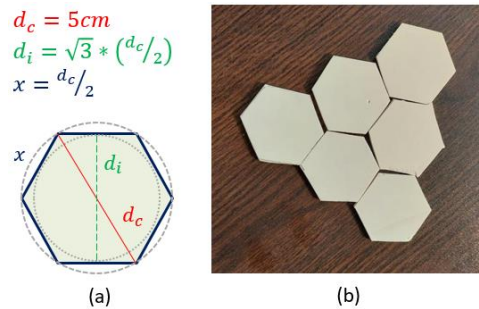 d_c = 5cm
d_i = √3 * (d_c/2)
x = d_c/2
x
d_i
d_c
(a)
(b)